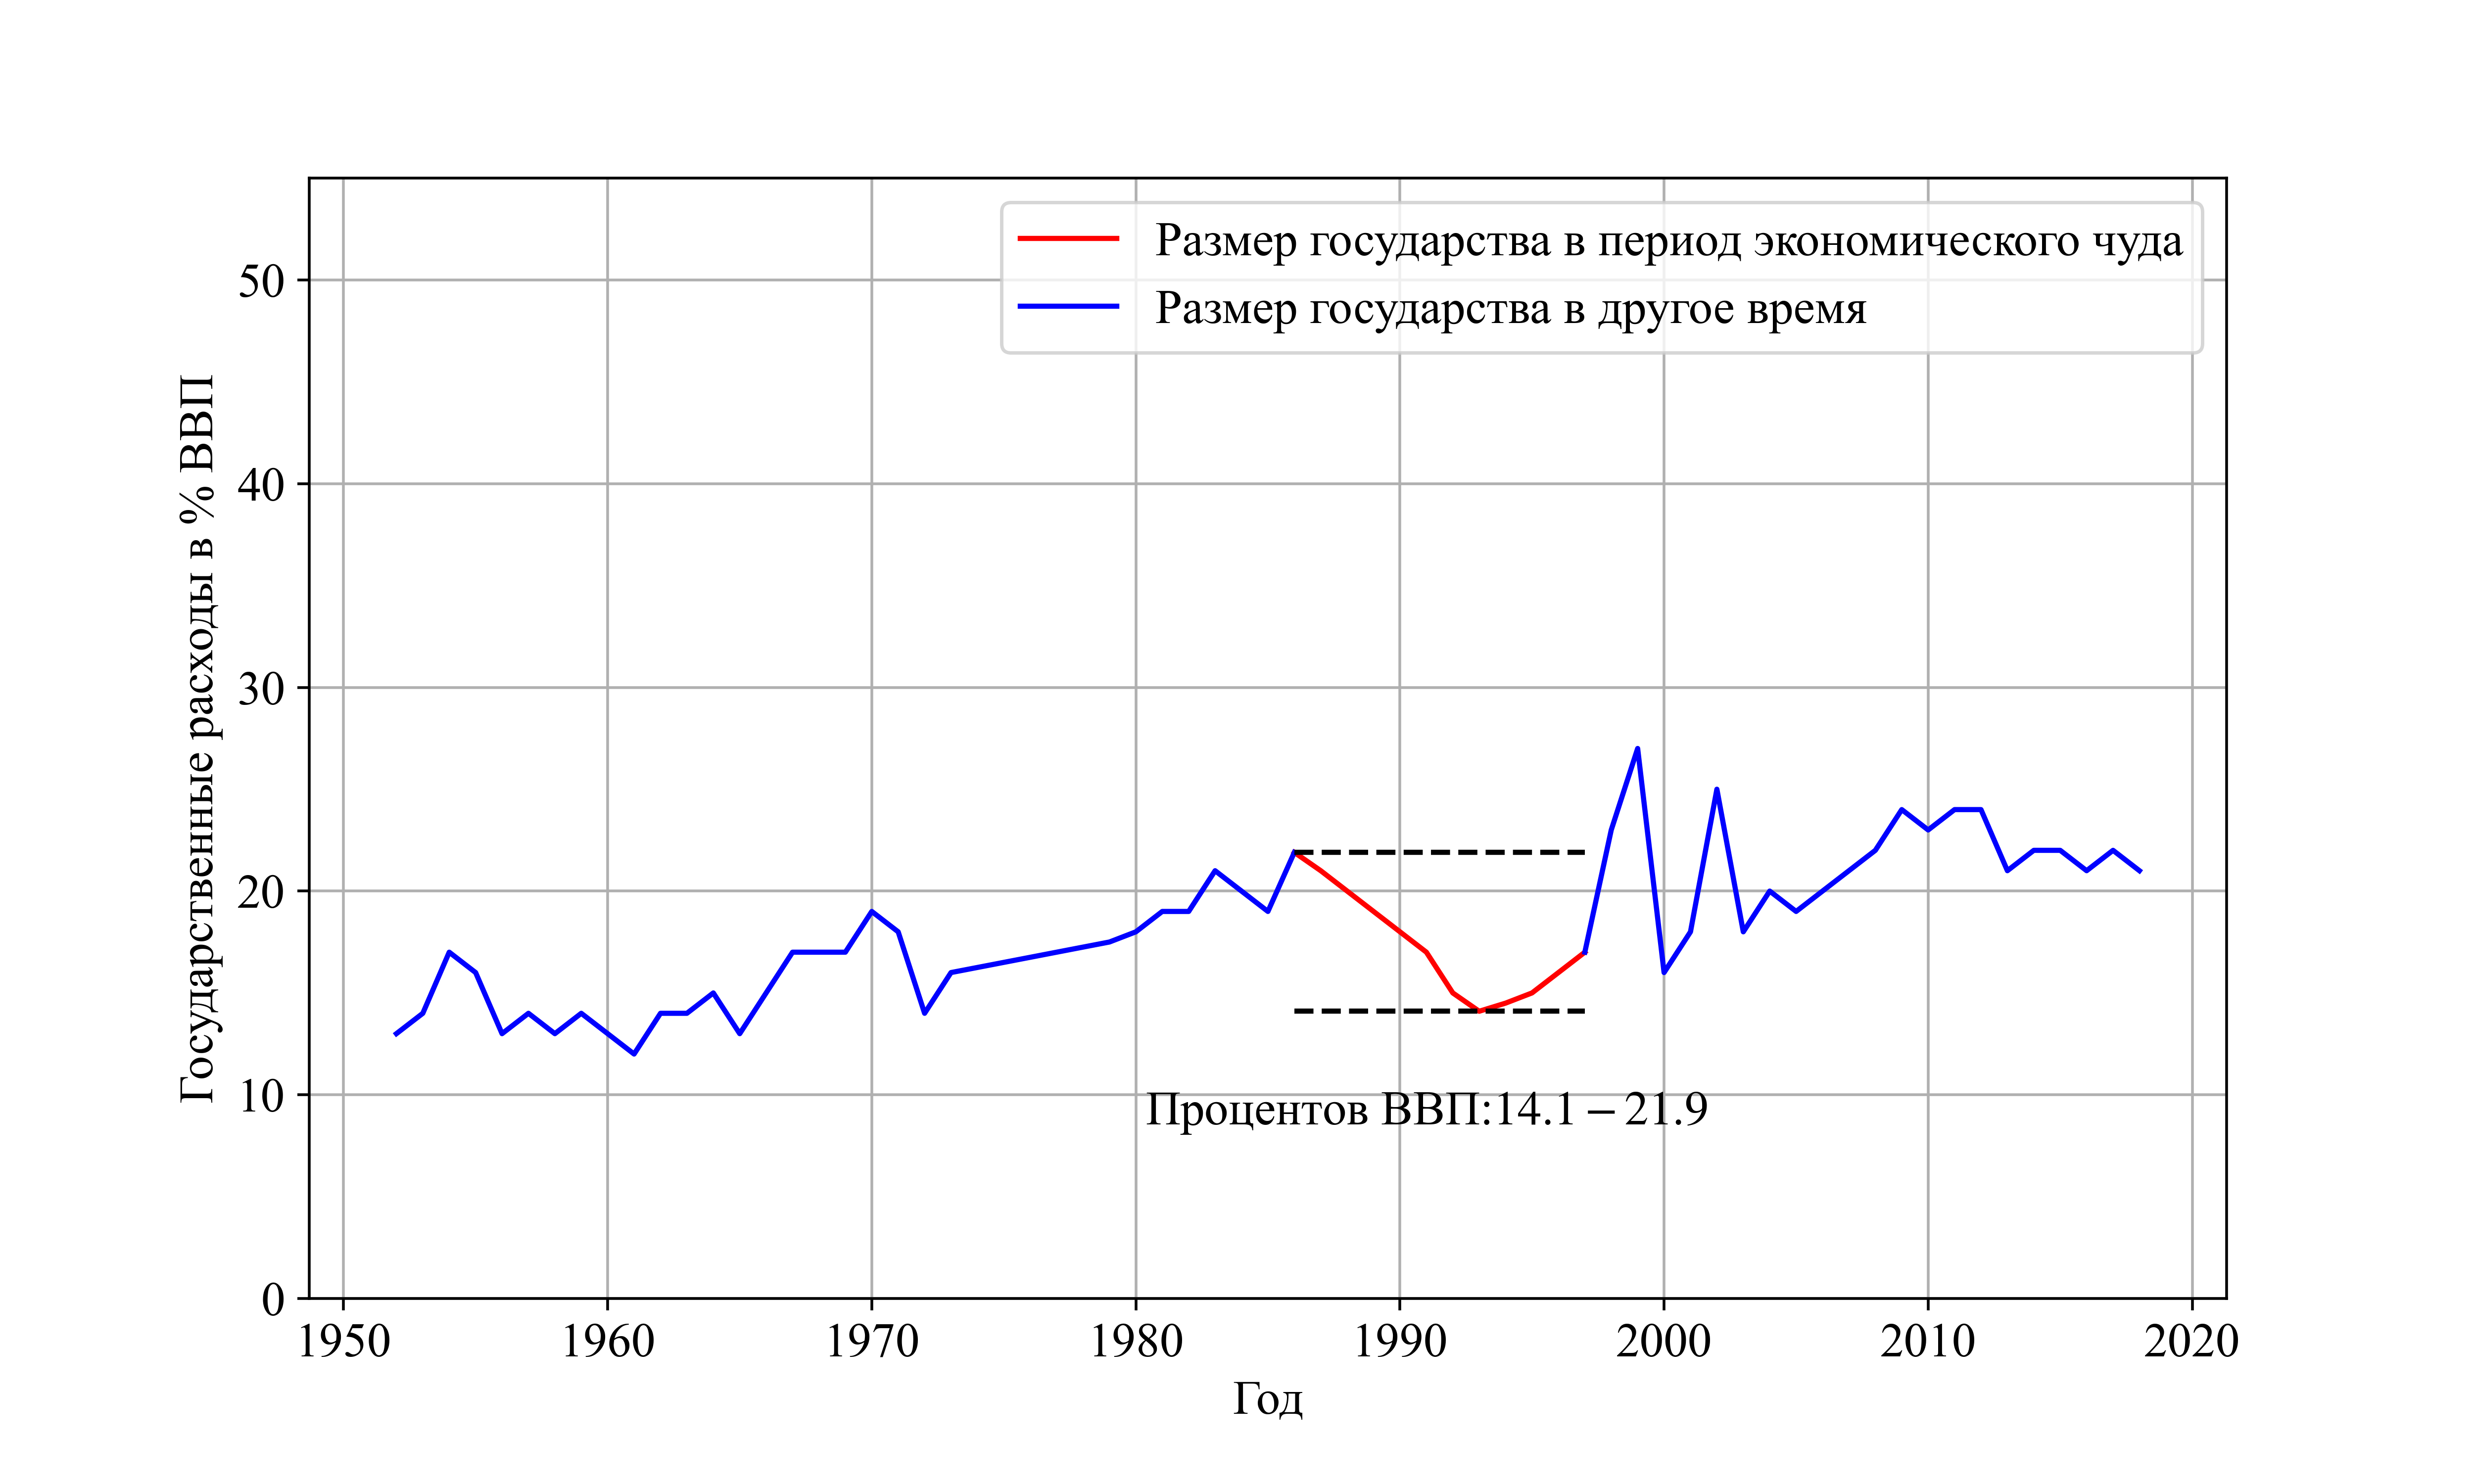 Размер государства в период экономического чуда
Размер государства в другое время
Государственные расходы в % ВВП
50
40
30
20
10
0
Процентов ВВП:14.1 – 21.9
1950 1960 1970 1980 1990 2000 2010 2020
Год